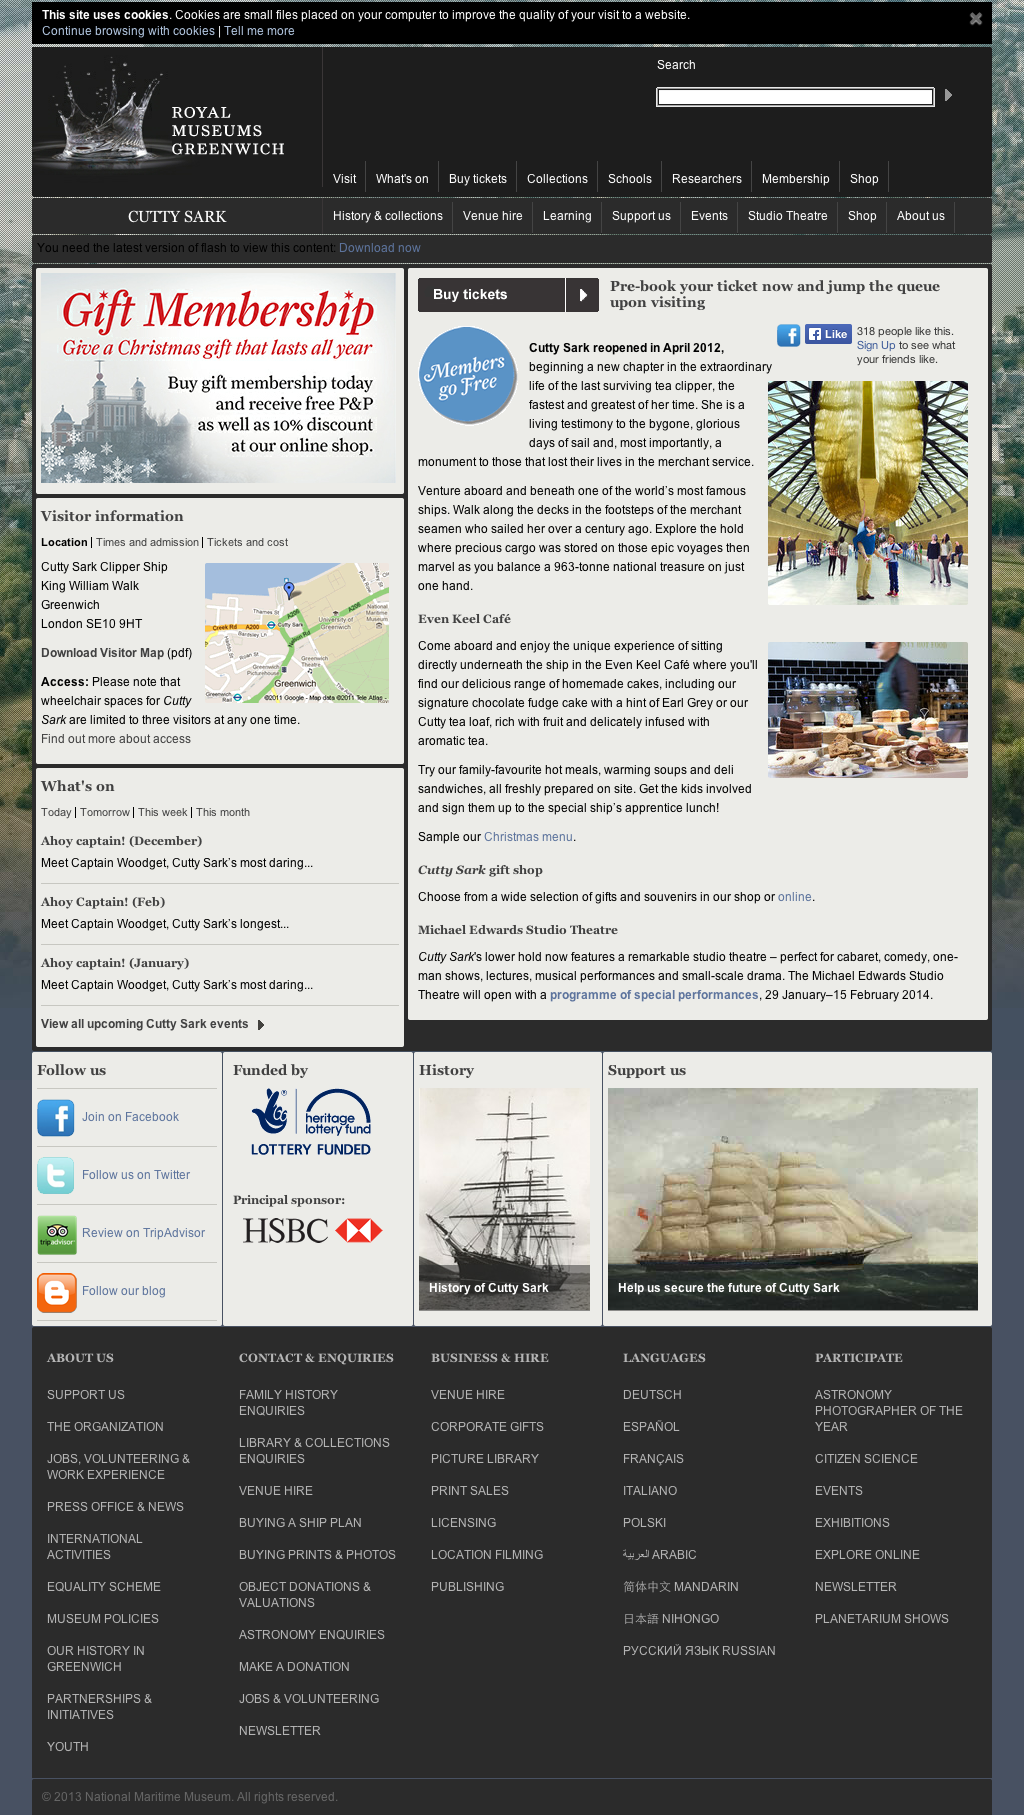 This site uses cookies. Cookies are small files placed on your computer to improve the quality of your visit to a website.
Continue browsing with cookies | Tell me more
Search
ROYAL
MUSEUMS
GREENWICH
Visit
What's on
Buy tickets
Collections
Schools
Researchers
Membership
Shop
CUTTY SARK
History & collections
Venue hire
Learning
Support us
Events
Studio Theatre
Shop
About us
You need the latest version of flash to view this content: Download now
Gift Membership
Give a Christmas gift that lasts all year
Buy gift membership today
and receive free P&P
as well as 10% discount
at our online shop.
Visitor information
Location | Times and admission | Tickets and cost
Cutty Sark Clipper Ship
King William Walk
Greenwich
London SE10 9HT
Download Visitor Map (pdf)
Access: Please note that
wheelchair spaces for Cutty
Sark are limited to three visitors at any one time.
Find out more about access
Thames St
Creek Rd
A200
Cutty Sark
A206
University of
Greenwich
National
Maritime
Museum
Greenwich
Theatre
Greenwich
Picturehouse
Greenwich
Greenwich
Rail
©2011 Google - Map data ©2011 Tele Atlas -
What's on
Today | Tomorrow | This week | This month
Ahoy captain! (December)
Meet Captain Woodget, Cutty Sark's most daring...
Ahoy Captain! (Feb)
Meet Captain Woodget, Cutty Sark's longest...
Ahoy captain! (January)
Meet Captain Woodget, Cutty Sark's most daring...
View all upcoming Cutty Sark events
Buy tickets
Pre-book your ticket now and jump the queue
upon visiting
Members
go Free
Like
318 people like this.
Sign Up to see what
your friends like.
Cutty Sark reopened in April 2012,
beginning a new chapter in the extraordinary
life of the last surviving tea clipper, the
fastest and greatest of her time. She is a
living testimony to the bygone, glorious
days of sail and, most importantly, a
monument to those that lost their lives in the merchant service.
Venture aboard and beneath one of the world's most famous
ships. Walk along the decks in the footsteps of the merchant
seamen who sailed her over a century ago. Explore the hold
where precious cargo was stored on those epic voyages then
marvel as you balance a 963-tonne national treasure on just
one hand.
Even Keel Café
Come aboard and enjoy the unique experience of sitting
directly underneath the ship in the Even Keel Café where you'll
find our delicious range of homemade cakes, including our
signature chocolate fudge cake with a hint of Earl Grey or our
Cutty tea loaf, rich with fruit and delicately infused with
aromatic tea.
Try our family-favourite hot meals, warming soups and deli
sandwiches, all freshly prepared on site. Get the kids involved
and sign them up to the special ship's apprentice lunch!
Sample our Christmas menu.
Cutty Sark gift shop
Choose from a wide selection of gifts and souvenirs in our shop or online.
Michael Edwards Studio Theatre
Cutty Sark's lower hold now features a remarkable studio theatre – perfect for cabaret, comedy, one-
man shows, lectures, musical performances and small-scale drama. The Michael Edwards Studio
Theatre will open with a programme of special performances, 29 January–15 February 2014.
Follow us
Join on Facebook
Follow us on Twitter
tripadvisor
Review on TripAdvisor
Follow our blog
Funded by
heritage
lottery fund
LOTTERY FUNDED
Principal sponsor:
HSBC
History
History of Cutty Sark
Support us
Help us secure the future of Cutty Sark
ABOUT US
SUPPORT US
THE ORGANIZATION
JOBS, VOLUNTEERING &
WORK EXPERIENCE
PRESS OFFICE & NEWS
INTERNATIONAL
ACTIVITIES
EQUALITY SCHEME
MUSEUM POLICIES
OUR HISTORY IN
GREENWICH
PARTNERSHIPS &
INITIATIVES
YOUTH
CONTACT & ENQUIRIES
FAMILY HISTORY
ENQUIRIES
LIBRARY & COLLECTIONS
ENQUIRIES
VENUE HIRE
BUYING A SHIP PLAN
BUYING PRINTS & PHOTOS
OBJECT DONATIONS &
VALUATIONS
ASTRONOMY ENQUIRIES
MAKE A DONATION
JOBS & VOLUNTEERING
NEWSLETTER
BUSINESS & HIRE
VENUE HIRE
CORPORATE GIFTS
PICTURE LIBRARY
PRINT SALES
LICENSING
LOCATION FILMING
PUBLISHING
LANGUAGES
DEUTSCH
ESPAÑOL
FRANÇAIS
ITALIANO
POLSKI
العربية ARABIC
简体中文 MANDARIN
日本語 NIHONGO
РУССКИЙ ЯЗЫК RUSSIAN
PARTICIPATE
ASTRONOMY
PHOTOGRAPHER OF THE
YEAR
CITIZEN SCIENCE
EVENTS
EXHIBITIONS
EXPLORE ONLINE
NEWSLETTER
PLANETARIUM SHOWS
© 2013 National Maritime Museum. All rights reserved.